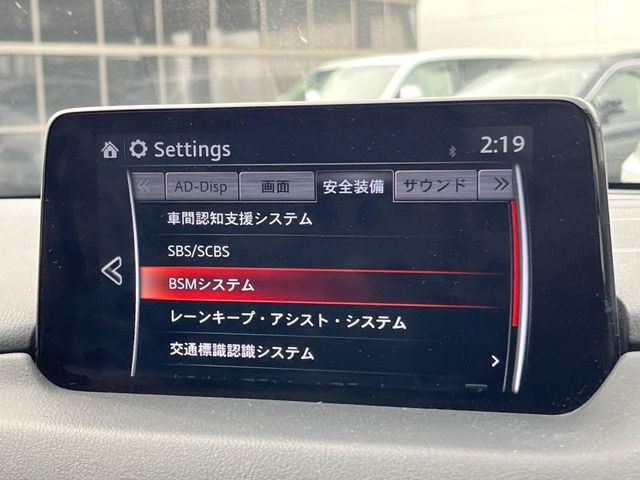 Settings 2:19
AD-Disp 画面 安全装備 サウンド
車間認知支援システム
SBS/SCBS
BSMシステム
レーンキープ・アシスト・システム
交通標識認識システム